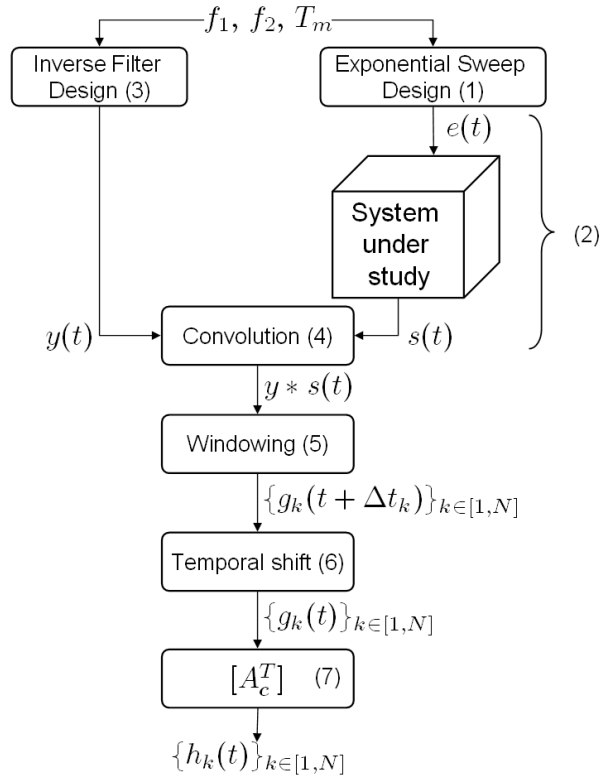 f₁, f₂, Tₘ
Inverse Filter
Design (3)
Exponential Sweep
Design (1)
e(t)
System
under
study
(2)
y(t)
Convolution (4)
s(t)
y ∗ s(t)
Windowing (5)
{gₖ(t + Δtₖ)}ₖ∈[1,N]
Temporal shift (6)
{gₖ(t)}ₖ∈[1,N]
[A_c^T] (7)
{hₖ(t)}ₖ∈[1,N]